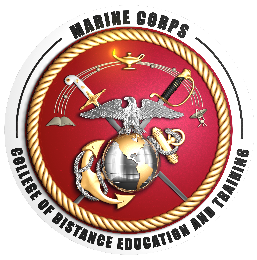 MARINE CORPS
COLLEGE OF DISTANCE EDUCATION AND TRAINING